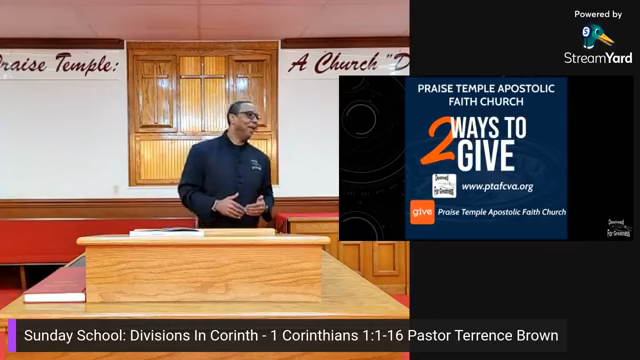 Powered by
StreamYard
Praise Temple:
A Church "D
PRAISE TEMPLE APOSTOLIC
FAITH CHURCH
2 WAYS TO
GIVE
www.ptafcva.org
give
Praise Temple Apostolic Faith Church
Sunday School: Divisions In Corinth - 1 Corinthians 1:1-16 Pastor Terrence Brown